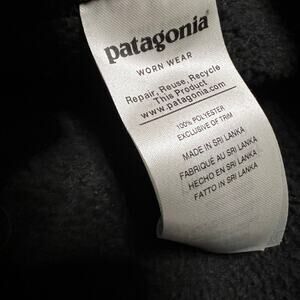 patagonia
WORN WEAR
Repair, Reuse, Recycle
This Product
www.patagonia.com
100% POLYESTER
EXCLUSIVE OF TRIM
MADE IN SRI LANKA
FABRIQUÉ AU SRI LANKA
HECHO EN SRI LANKA
FATTO IN SRI LANKA